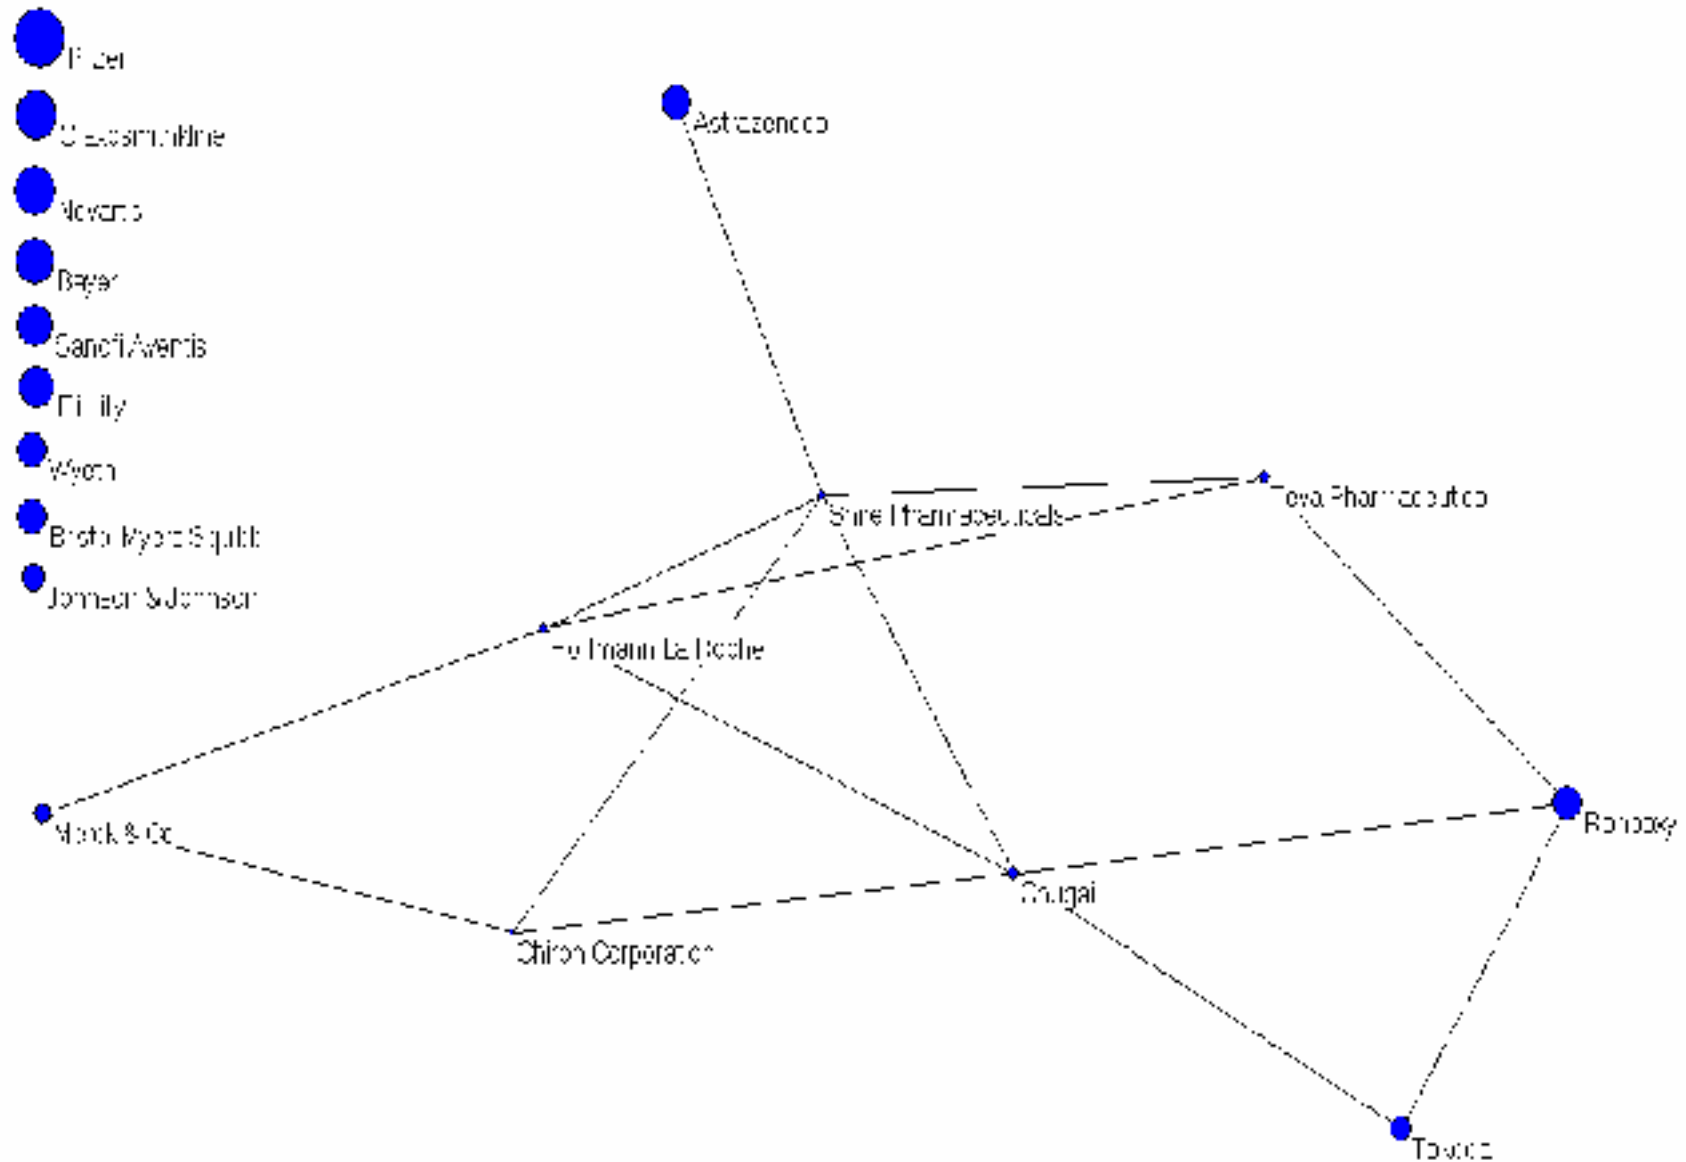 Pfizer
Glaxosmithkline
Novartis
Bayer
Sanofi Aventis
Eli Lilly
Wyeth
Bristol Myers Squibb
Johnson & Johnson
Astrazeneca
Shire Pharmaceuticals
Teva Pharmaceutical
Hoffmann La Roche
Merck & Co
Chugai
Chiron Corporation
Ranbaxy
Takeda